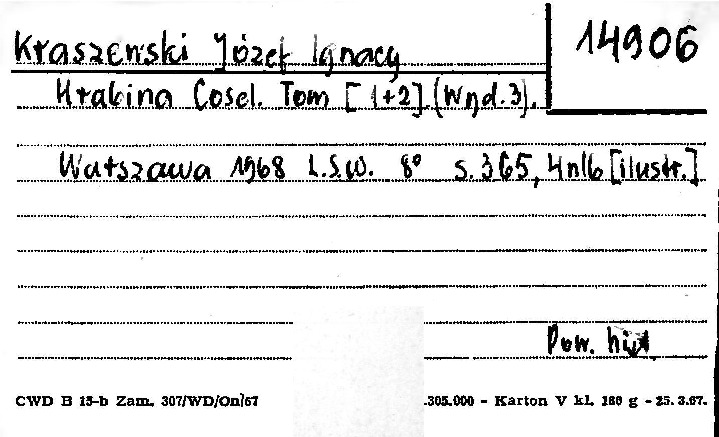 14906
Kraszewski Józef Ignacy
Hrabina Cosel. Tom [1+2].(Wyd.3).
Warszawa 1968 L.S.W. 8° s.365, 4nlb [ilustr.]
Pow. hist.
CWD B 15-b Zam. 307/WD/On/67 .305.000 - Karton V kl. 180 g - 25.3.67.